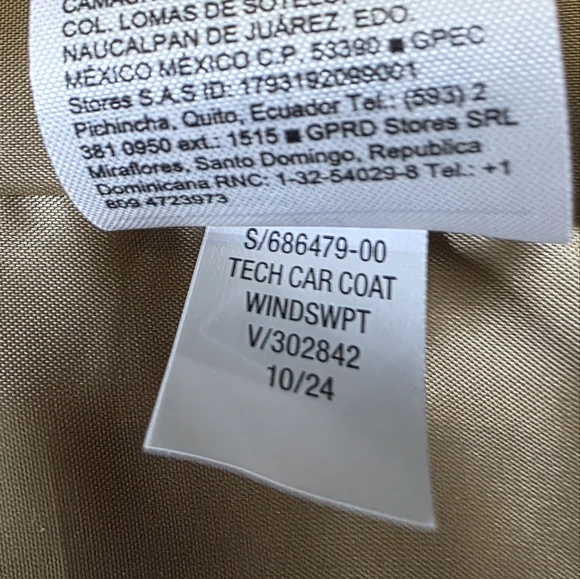 COL. LOMAS DE
NAUCALPAN DE JUÁREZ, EDO.
MÉXICO MÉXICO C.P. 53390 ■ GPEC
Stores S.A.S ID: 1793192099001
Pichincha, Quito, Ecuador Tel.: (593) 2
381 0950 ext.: 1515 ■ GPRD Stores SRL
Miraflores, Santo Domingo, Republica
Dominicana RNC: 1-32-54029-8 Tel.: +1
809 4723973
S/686479-00
TECH CAR COAT
WINDSWPT
V/302842
10/24